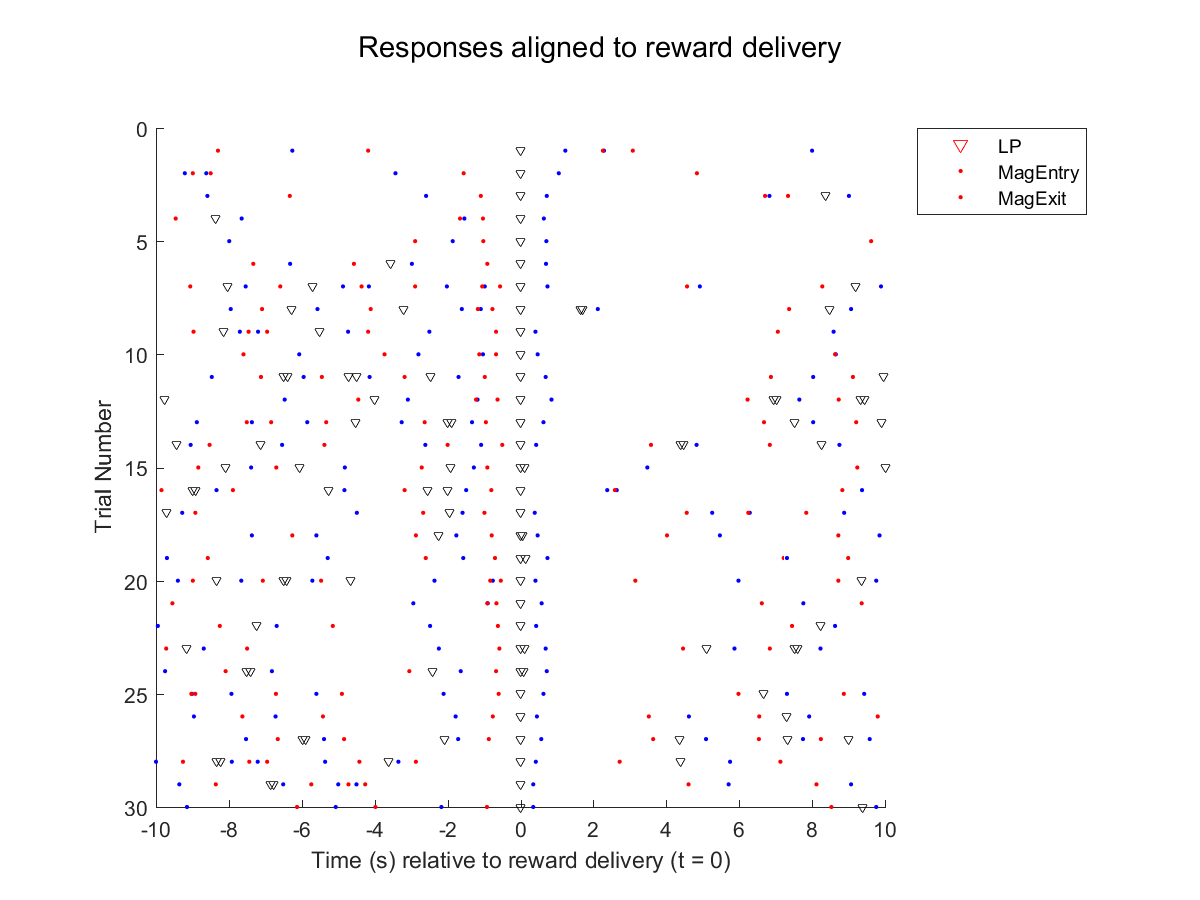 Responses aligned to reward delivery
LP
MagEntry
MagExit
0
5
10
15
20
25
30
Trial Number
-10 -8 -6 -4 -2 0 2 4 6 8 10
Time (s) relative to reward delivery (t = 0)